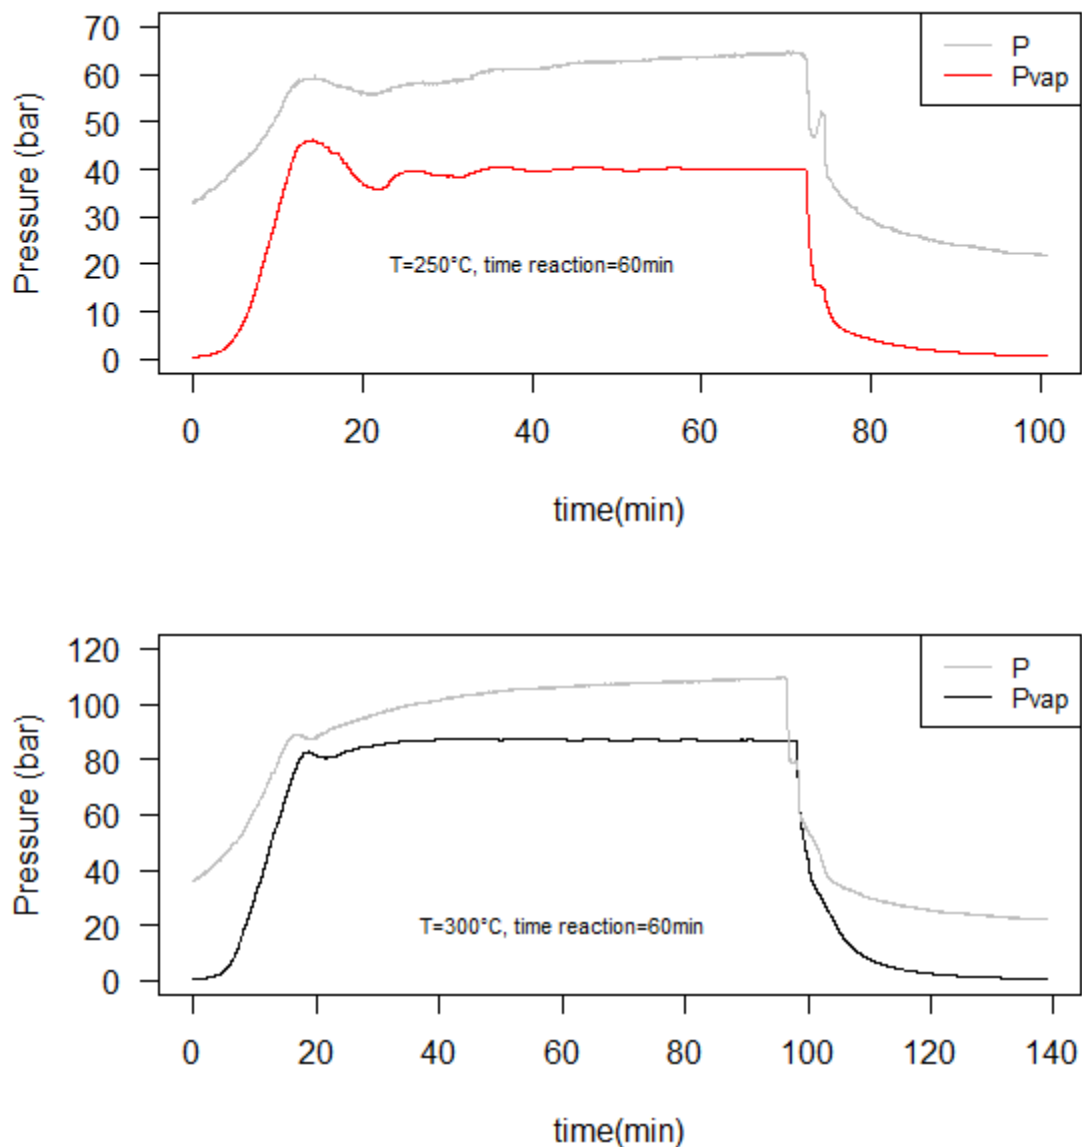 Pressure (bar)
70
60
50
40
30
20
10
0
P
Pvap
T=250°C, time reaction=60min
0 20 40 60 80 100
time(min)
Pressure (bar)
120
100
80
60
40
20
0
P
Pvap
T=300°C, time reaction=60min
0 20 40 60 80 100 120 140
time(min)